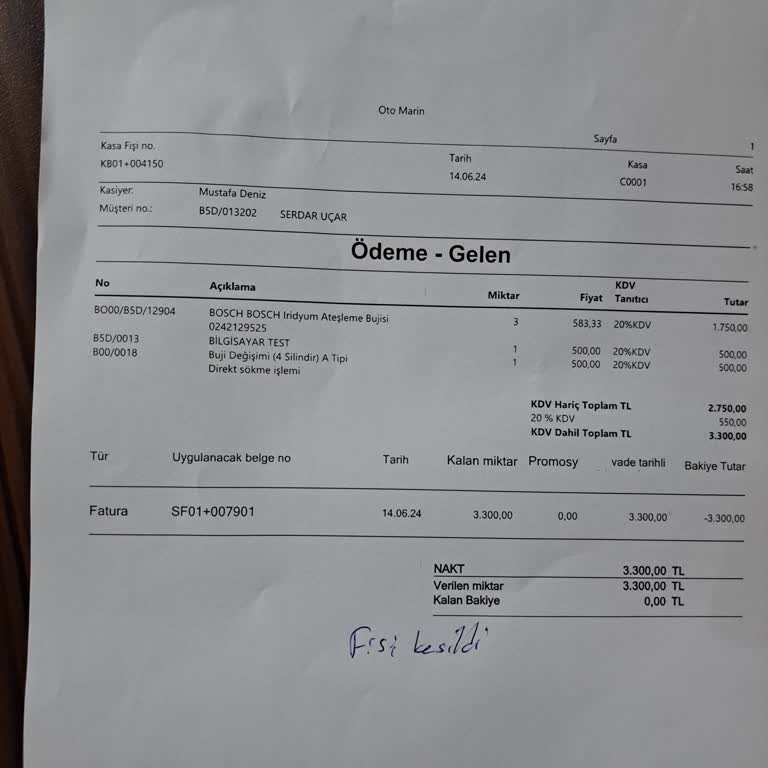 Oto Marin
Sayfa 1
Kasa Fişi no. Tarih Kasa Saat
KB01+004150 14.06.24 C0001 16:58
Kasiyer: Mustafa Deniz
Müşteri no.: B5D/013202 SERDAR UÇAR
Ödeme - Gelen
No Açıklama Miktar Fiyat KDV Tanıtıcı Tutar
BO00/B5D/12904 BOSCH BOSCH Iridyum Ateşleme Bujisi 3 583,33 20%KDV 1.750,00
0242129525
B5D/0013 BİLGİSAYAR TEST 1 500,00 20%KDV 500,00
B00/0018 Buji Değişimi (4 Silindir) A Tipi 1 500,00 20%KDV 500,00
Direkt sökme işlemi
KDV Hariç Toplam TL 2.750,00
20 % KDV 550,00
KDV Dahil Toplam TL 3.300,00
Tür Uygulanacak belge no Tarih Kalan miktar Promosy vade tarihli Bakiye Tutar
Fatura SF01+007901 14.06.24 3.300,00 0,00 3.300,00 -3.300,00
NAKT 3.300,00 TL
Verilen miktar 3.300,00 TL
Kalan Bakiye 0,00 TL
Fişi kesildi